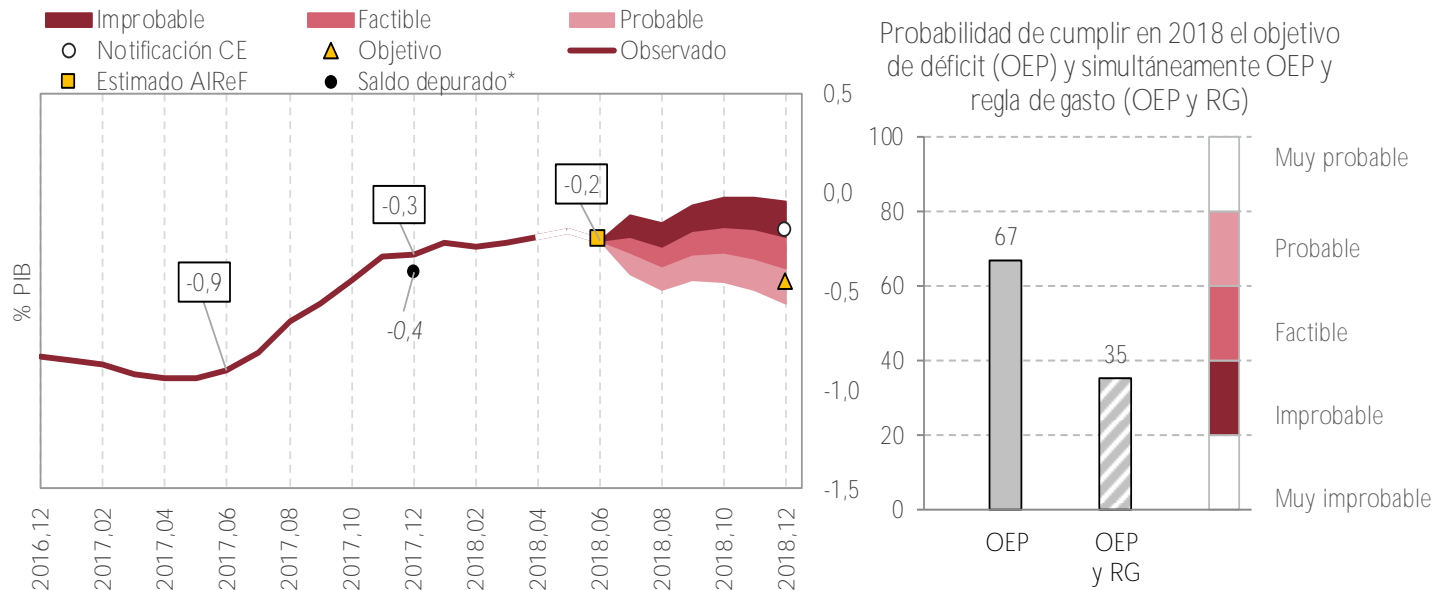 Improbable
Factible
Probable
Notificación CE
Objetivo
Observado
Estimado AIReF
Saldo depurado*
% PIB
0,5
0,0
-0,5
-1,0
-1,5
-0,9
-0,3
-0,4
-0,2
2016,12
2017,02
2017,04
2017,06
2017,08
2017,10
2017,12
2018,02
2018,04
2018,06
2018,08
2018,10
2018,12
Probabilidad de cumplir en 2018 el objetivo
de déficit (OEP) y simultáneamente OEP y
regla de gasto (OEP y RG)
100
80
60
40
20
0
67
35
OEP
OEP
y RG
Muy probable
Probable
Factible
Improbable
Muy improbable